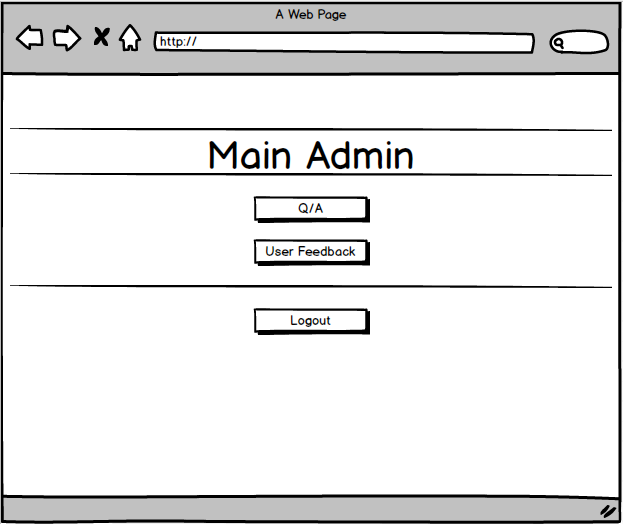 A Web Page
http://
Main Admin
Q/A
User Feedback
Logout